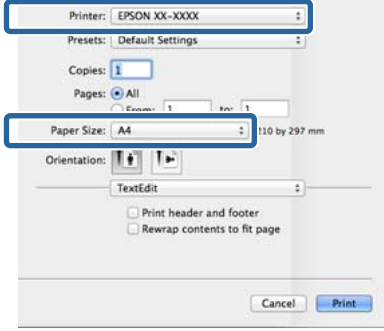 Printer: EPSON XX-XXXX
Presets: Default Settings
Copies: 1
Pages: All
From: 1 to: 1
Paper Size: A4 210 by 297 mm
Orientation:
TextEdit
Print header and footer
Rewrap contents to fit page
Cancel Print